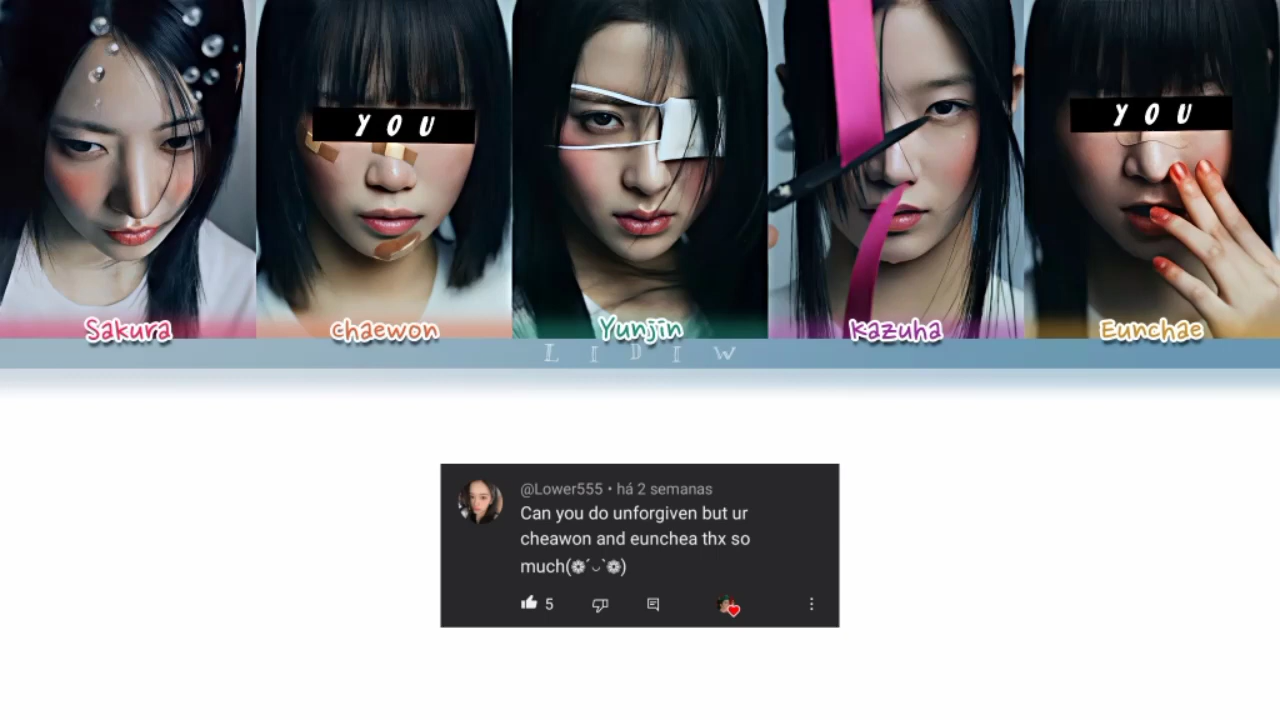 YOU
YOU
Sakura
chaewon
Yunjin
Kazuha
Eunchae
LIDIW
@Lower555 • há 2 semanas
Can you do unforgiven but ur
cheawon and eunchea thx so
much(❁´◡`❁)
5